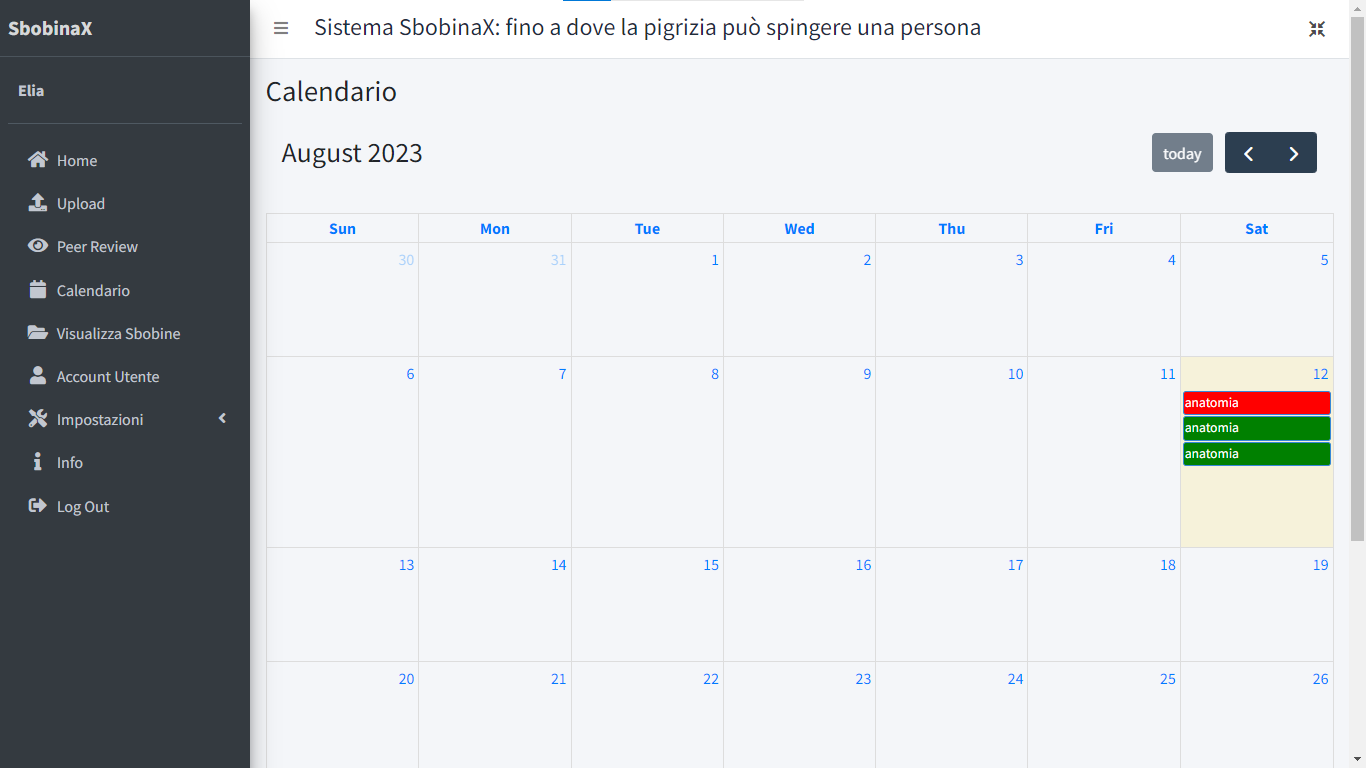 SbobinaX
Sistema SbobinaX: fino a dove la pigrizia può spingere una persona
Elia
Home
Upload
Peer Review
Calendario
Visualizza Sbobine
Account Utente
Impostazioni
Info
Log Out
Calendario
August 2023
today
Sun Mon Tue Wed Thu Fri Sat
30 31 1 2 3 4 5
6 7 8 9 10 11 12
anatomia
anatomia
anatomia
13 14 15 16 17 18 19
20 21 22 23 24 25 26